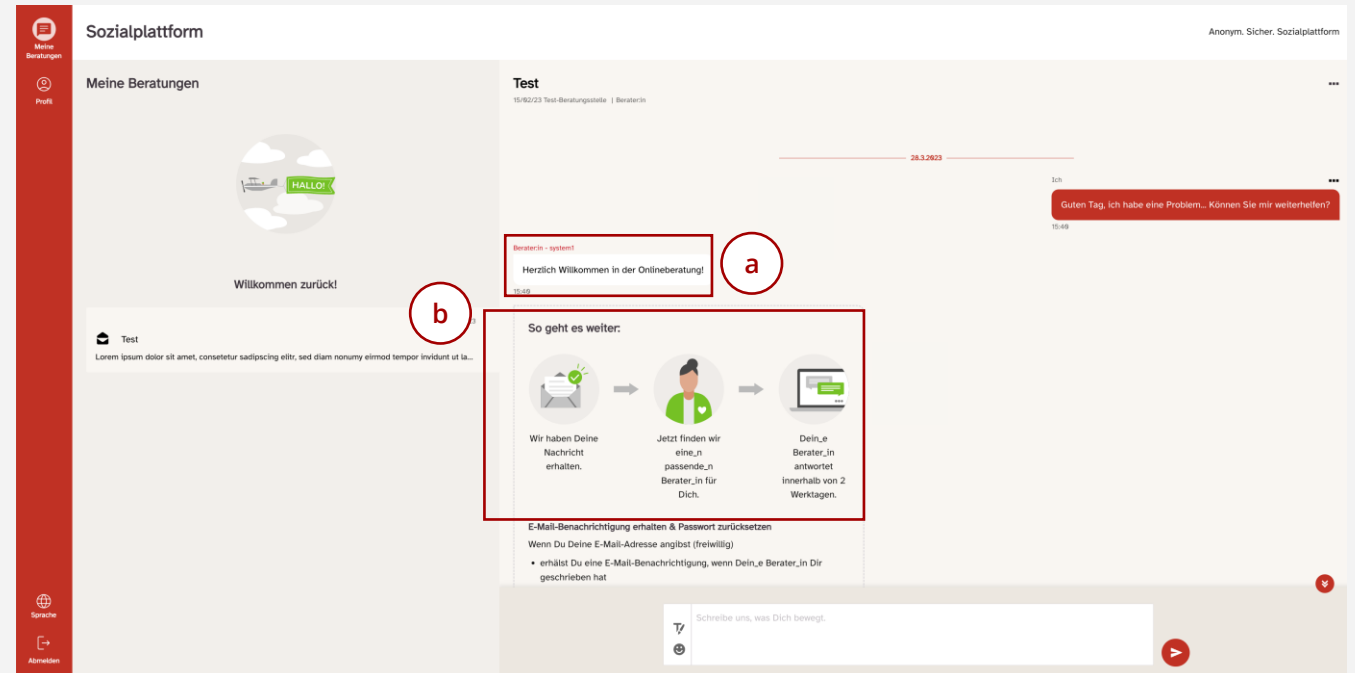 Meine
Beratungen
Profil
Sprache
Abmelden
Sozialplattform
Anonym. Sicher. Sozialplattform
Meine Beratungen
HALLO!
Willkommen zurück!
b
3
Test
Lorem ipsum dolor sit amet, consetetur sadipscing elitr, sed diam nonumy eirmod tempor invidunt ut la...
Test
15/02/23 Test-Beratungsstelle | Berater:in
28.3.2023
Ich
Guten Tag, ich habe eine Problem... Können Sie mir weiterhelfen?
15:40
Berater:in - system1
Herzlich Willkommen in der Onlineberatung!
15:40
a
So geht es weiter:
Wir haben Deine
Nachricht
erhalten.
Jetzt finden wir
eine_n
passende_n
Berater_in für
Dich.
Dein_e
Berater_in
antwortet
innerhalb von 2
Werktagen.
E-Mail-Benachrichtigung erhalten & Passwort zurücksetzen
Wenn Du Deine E-Mail-Adresse angibst (freiwillig)
• erhälst Du eine E-Mail-Benachrichtigung, wenn Dein_e Berater_in Dir
geschrieben hat
Schreibe uns, was Dich bewegt.